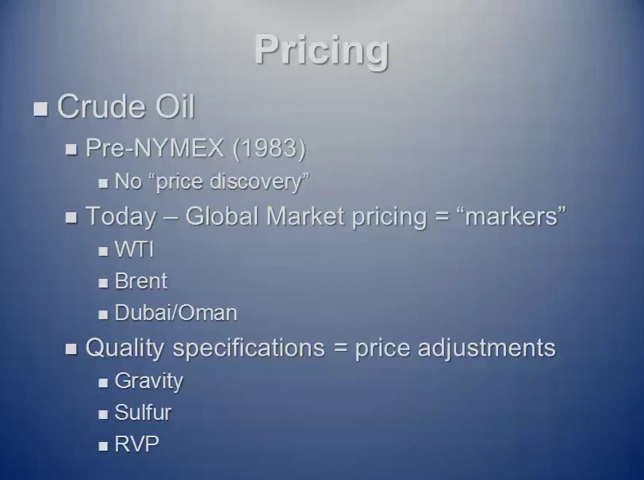 Pricing
Crude Oil
Pre-NYMEX (1983)
No “price discovery”
Today – Global Market pricing = “markers”
WTI
Brent
Dubai/Oman
Quality specifications = price adjustments
Gravity
Sulfur
RVP